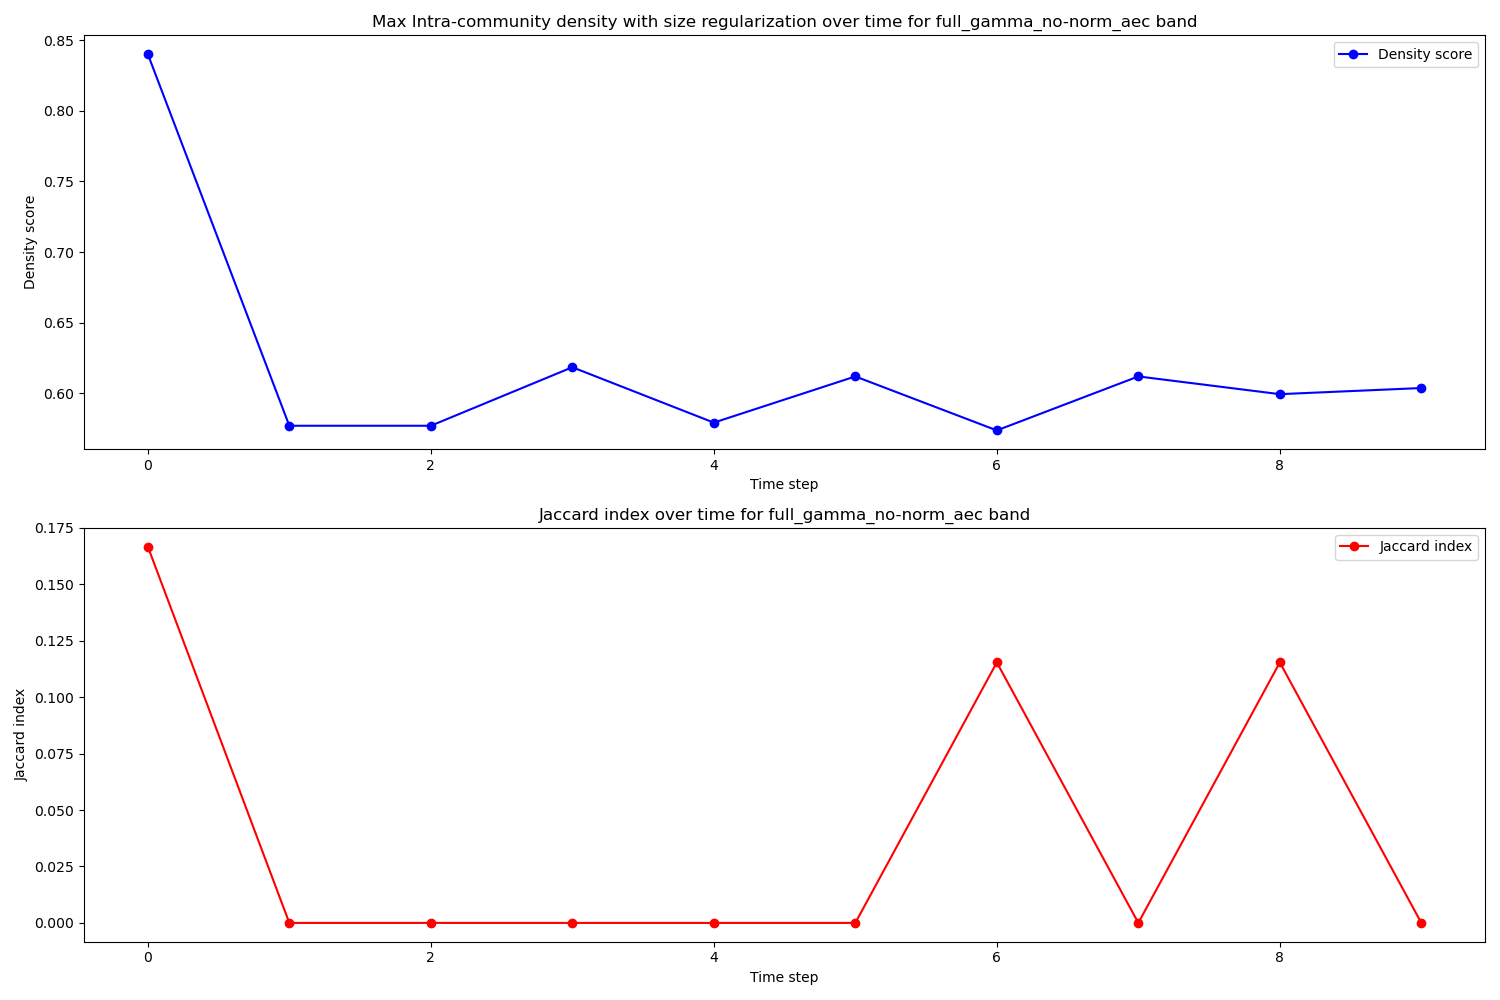 Max Intra-community density with size regularization over time for full_gamma_no-norm_aec band
Density score
0.85
0.80
0.75
0.70
0.65
0.60
Density score
0 2 4 6 8
Time step
Jaccard index over time for full_gamma_no-norm_aec band
Jaccard index
0.175
0.150
0.125
0.100
0.075
0.050
0.025
0.000
Jaccard index
0 2 4 6 8
Time step